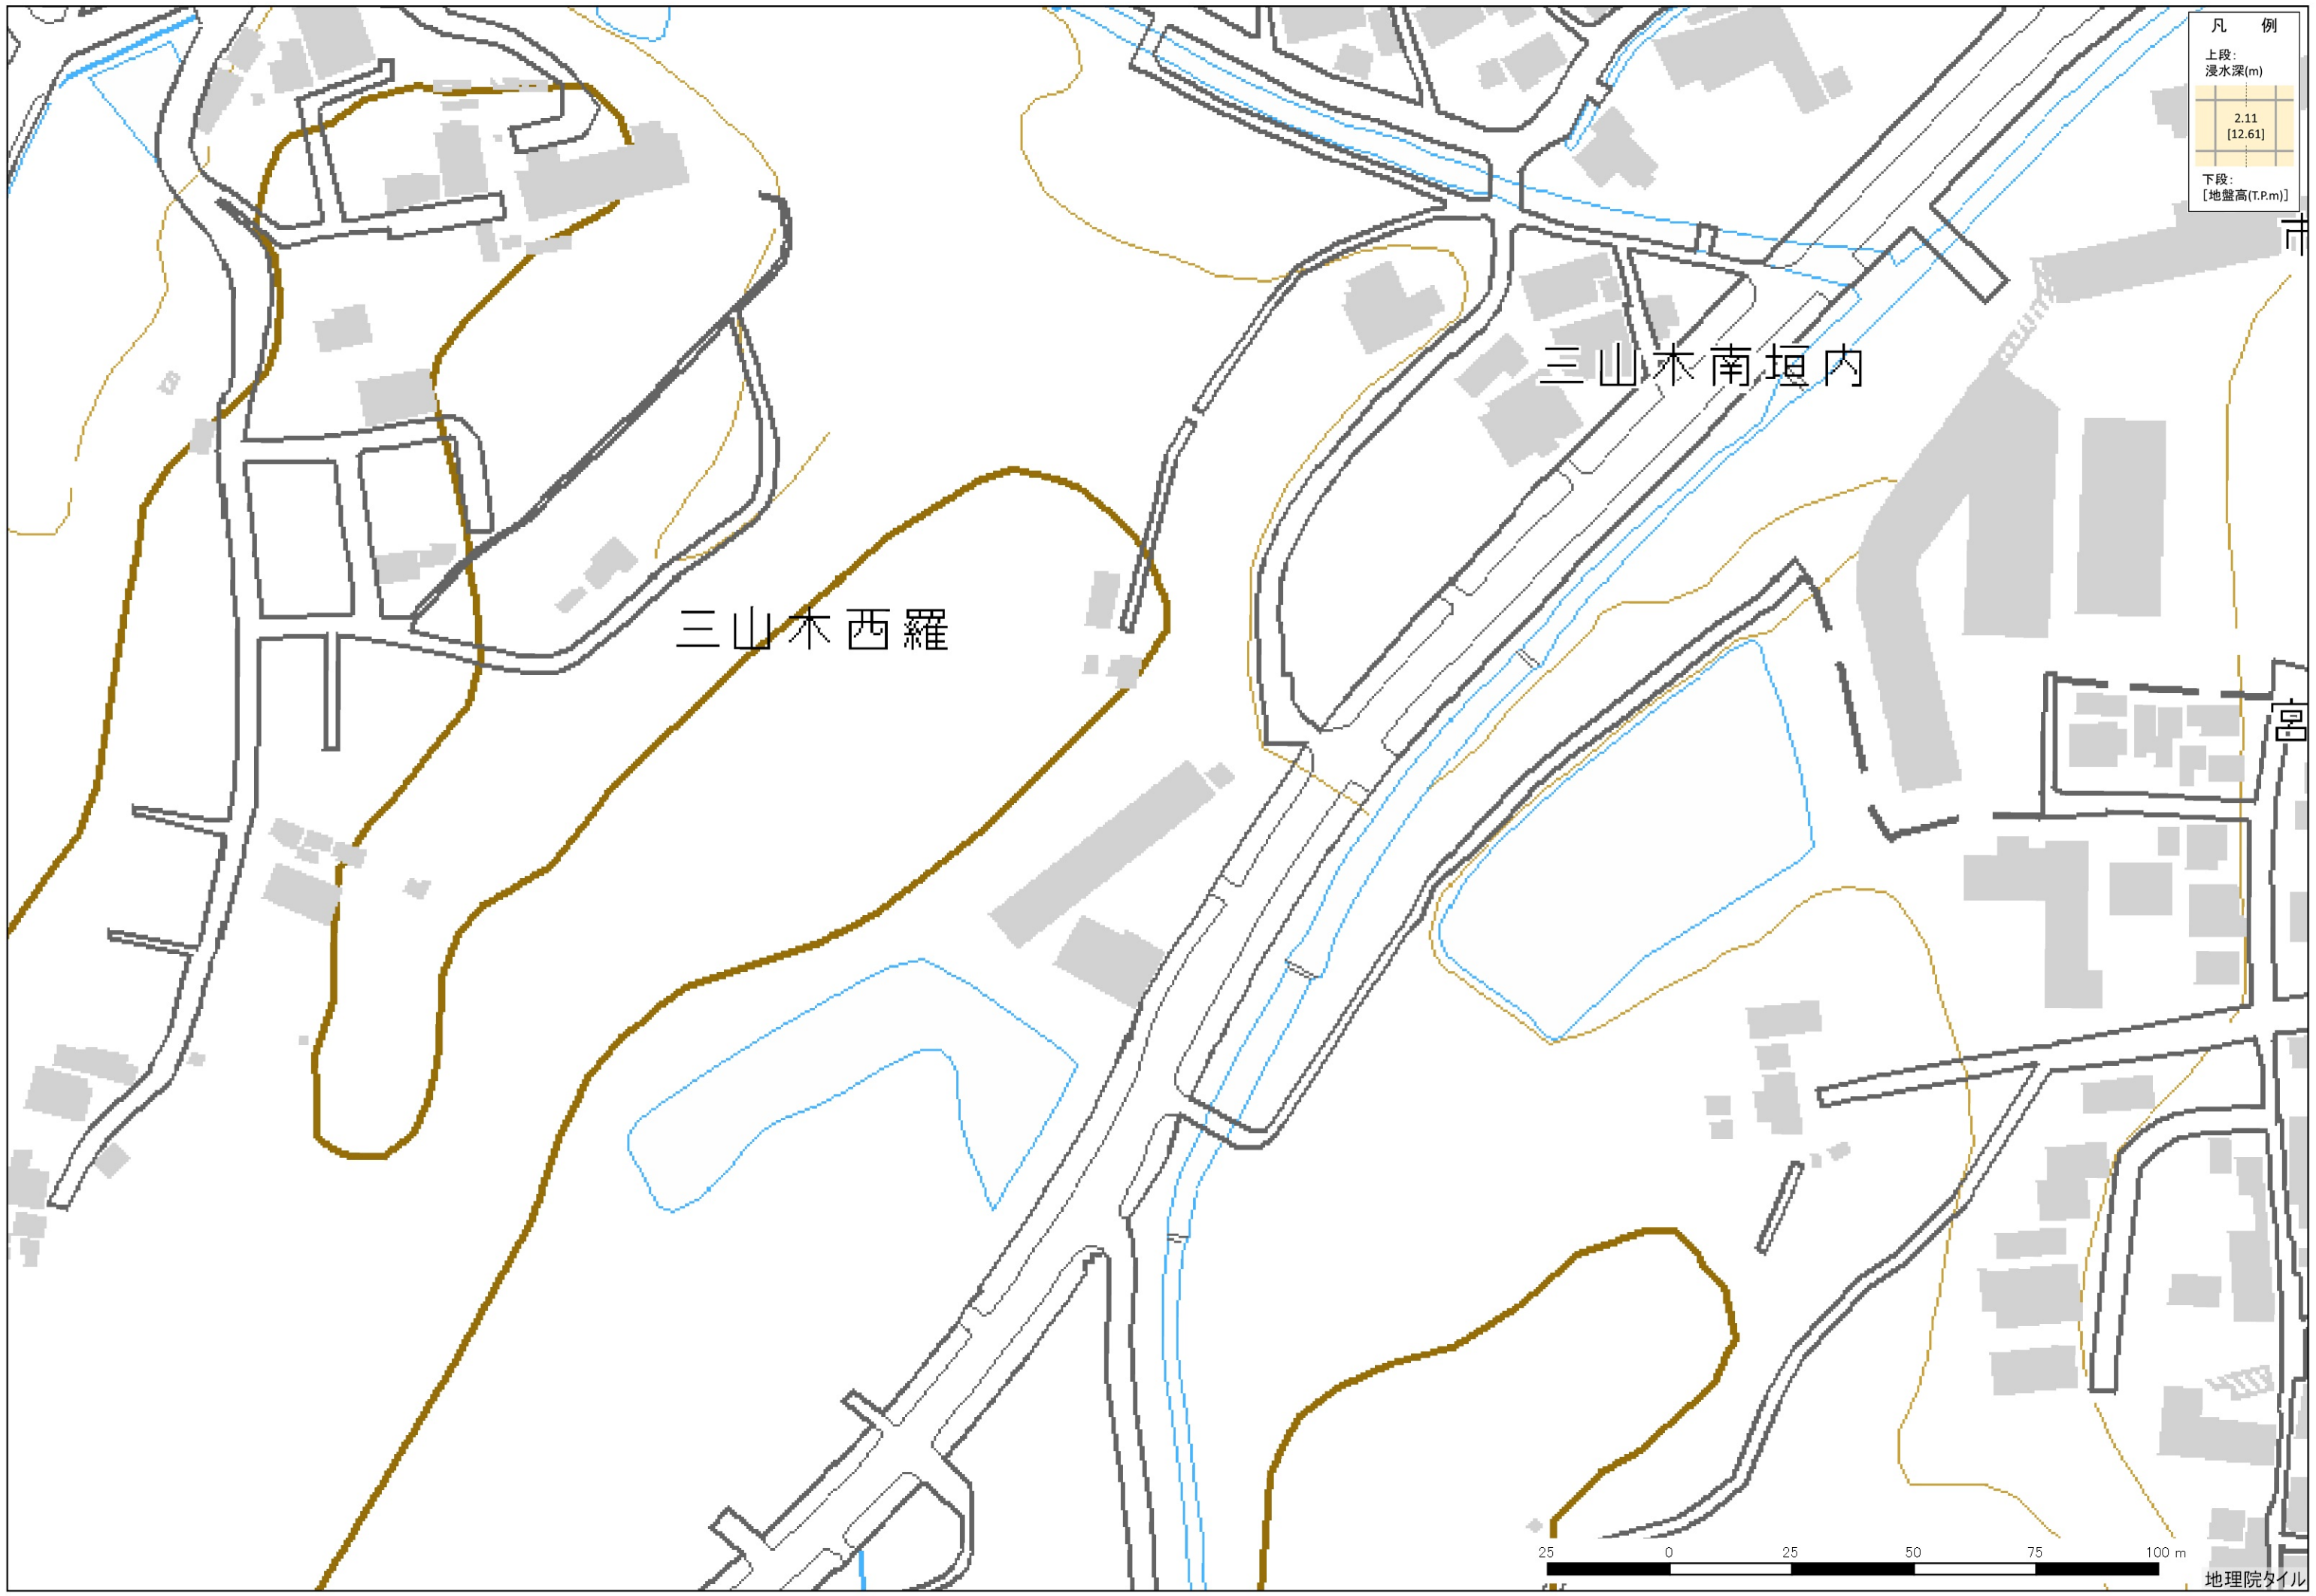 凡 例
上段：
浸水深(m)
2.11
[12.61]
下段：
［地盤高(T.P.m)］
市
三山木南垣内
三山木西羅
宮
25 0 25 50 75 100 m
地理院タイル